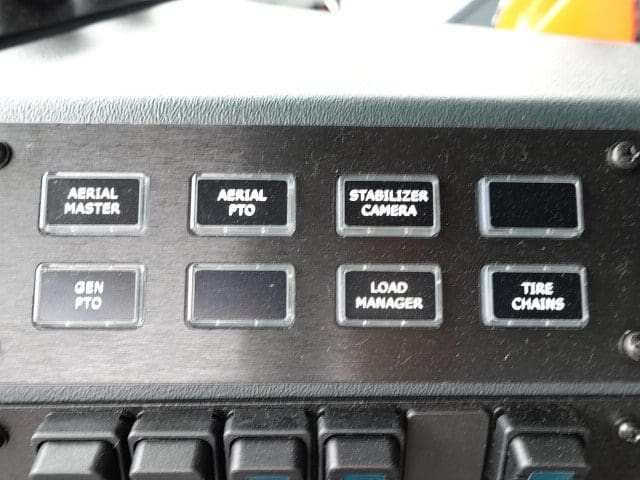 AERIAL
MASTER
AERIAL
PTO
STABILIZER
CAMERA
GEN
PTO
LOAD
MANAGER
TIRE
CHAINS